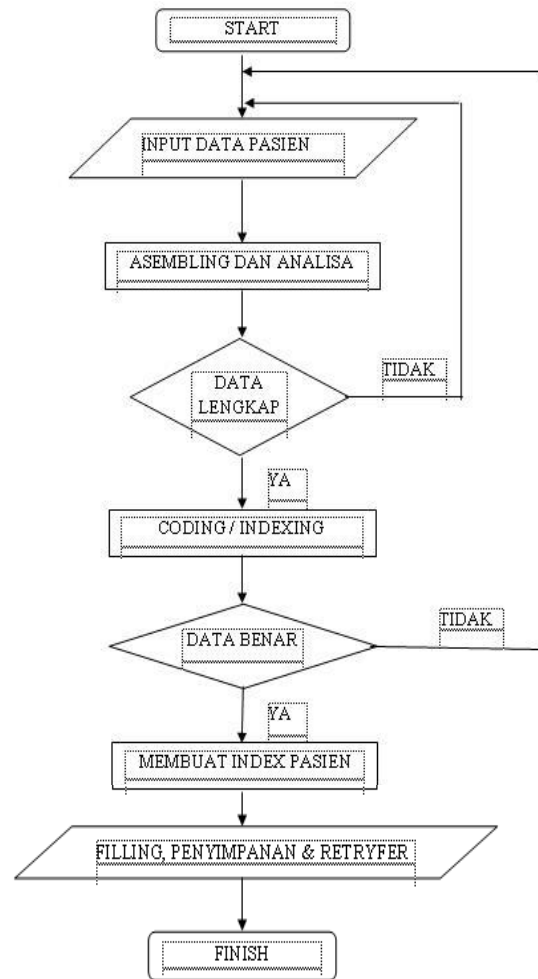 START
INPUT DATA PASIEN
ASEMBLING DAN ANALISA
DATA
LENGKAP
TIDAK
YA
CODING / INDEXING
DATA BENAR
TIDAK
YA
MEMBUAT INDEX PASIEN
FILLING, PENYIMPANAN & RETRYFER
FINISH